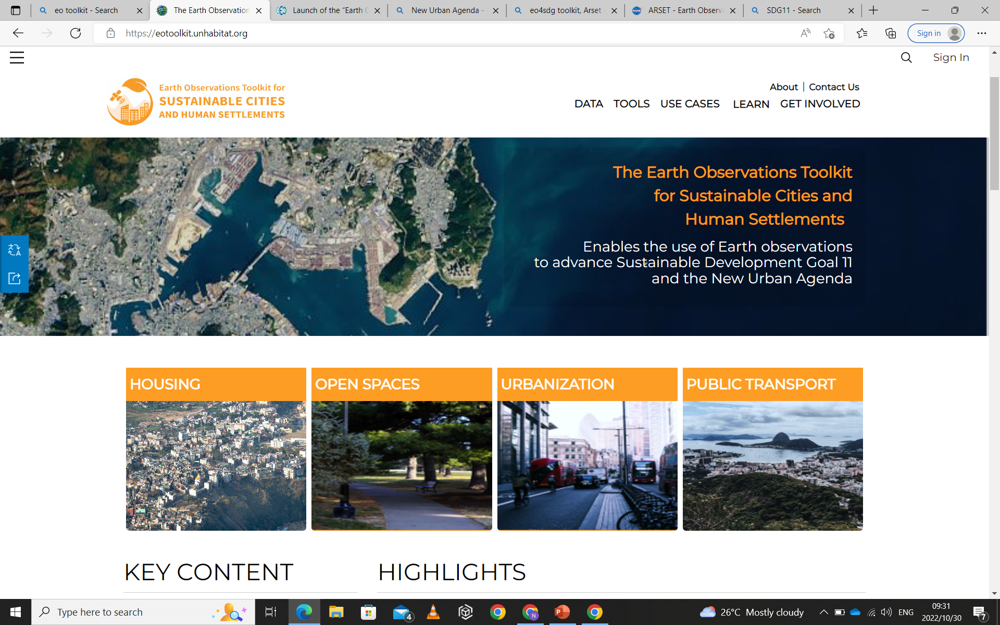 eo toolkit - Search
The Earth Observation
Launch of the “Earth O
New Urban Agenda -
eo4sdg toolkit, Arset -
ARSET - Earth Observa
SDG11 - Search
https://eotoolkit.unhabitat.org
Sign in
Sign In
Earth Observations Toolkit for
SUSTAINABLE CITIES
AND HUMAN SETTLEMENTS
About | Contact Us
DATA TOOLS USE CASES LEARN GET INVOLVED
The Earth Observations Toolkit
for Sustainable Cities and
Human Settlements
Enables the use of Earth observations
to advance Sustainable Development Goal 11
and the New Urban Agenda
HOUSING
OPEN SPACES
URBANIZATION
PUBLIC TRANSPORT
KEY CONTENT
HIGHLIGHTS
Type here to search
4
N
P
26°C Mostly cloudy
ENG
09:31
2022/10/30
7